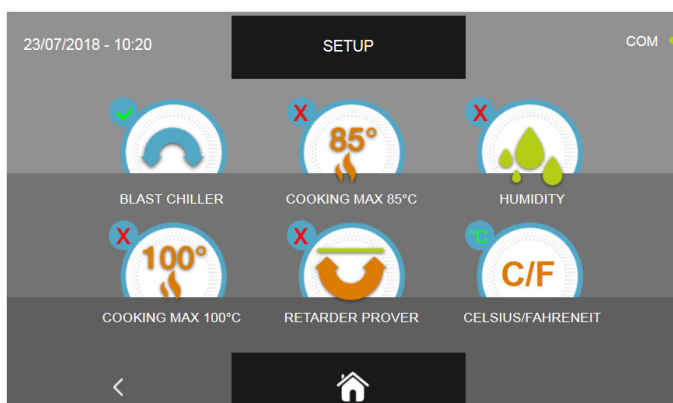 23/07/2018 - 10:20 SETUP COM
X 85° X
BLAST CHILLER COOKING MAX 85°C HUMIDITY
X 100° X °C C/F
COOKING MAX 100°C RETARDER PROVER CELSIUS/FAHRENEIT